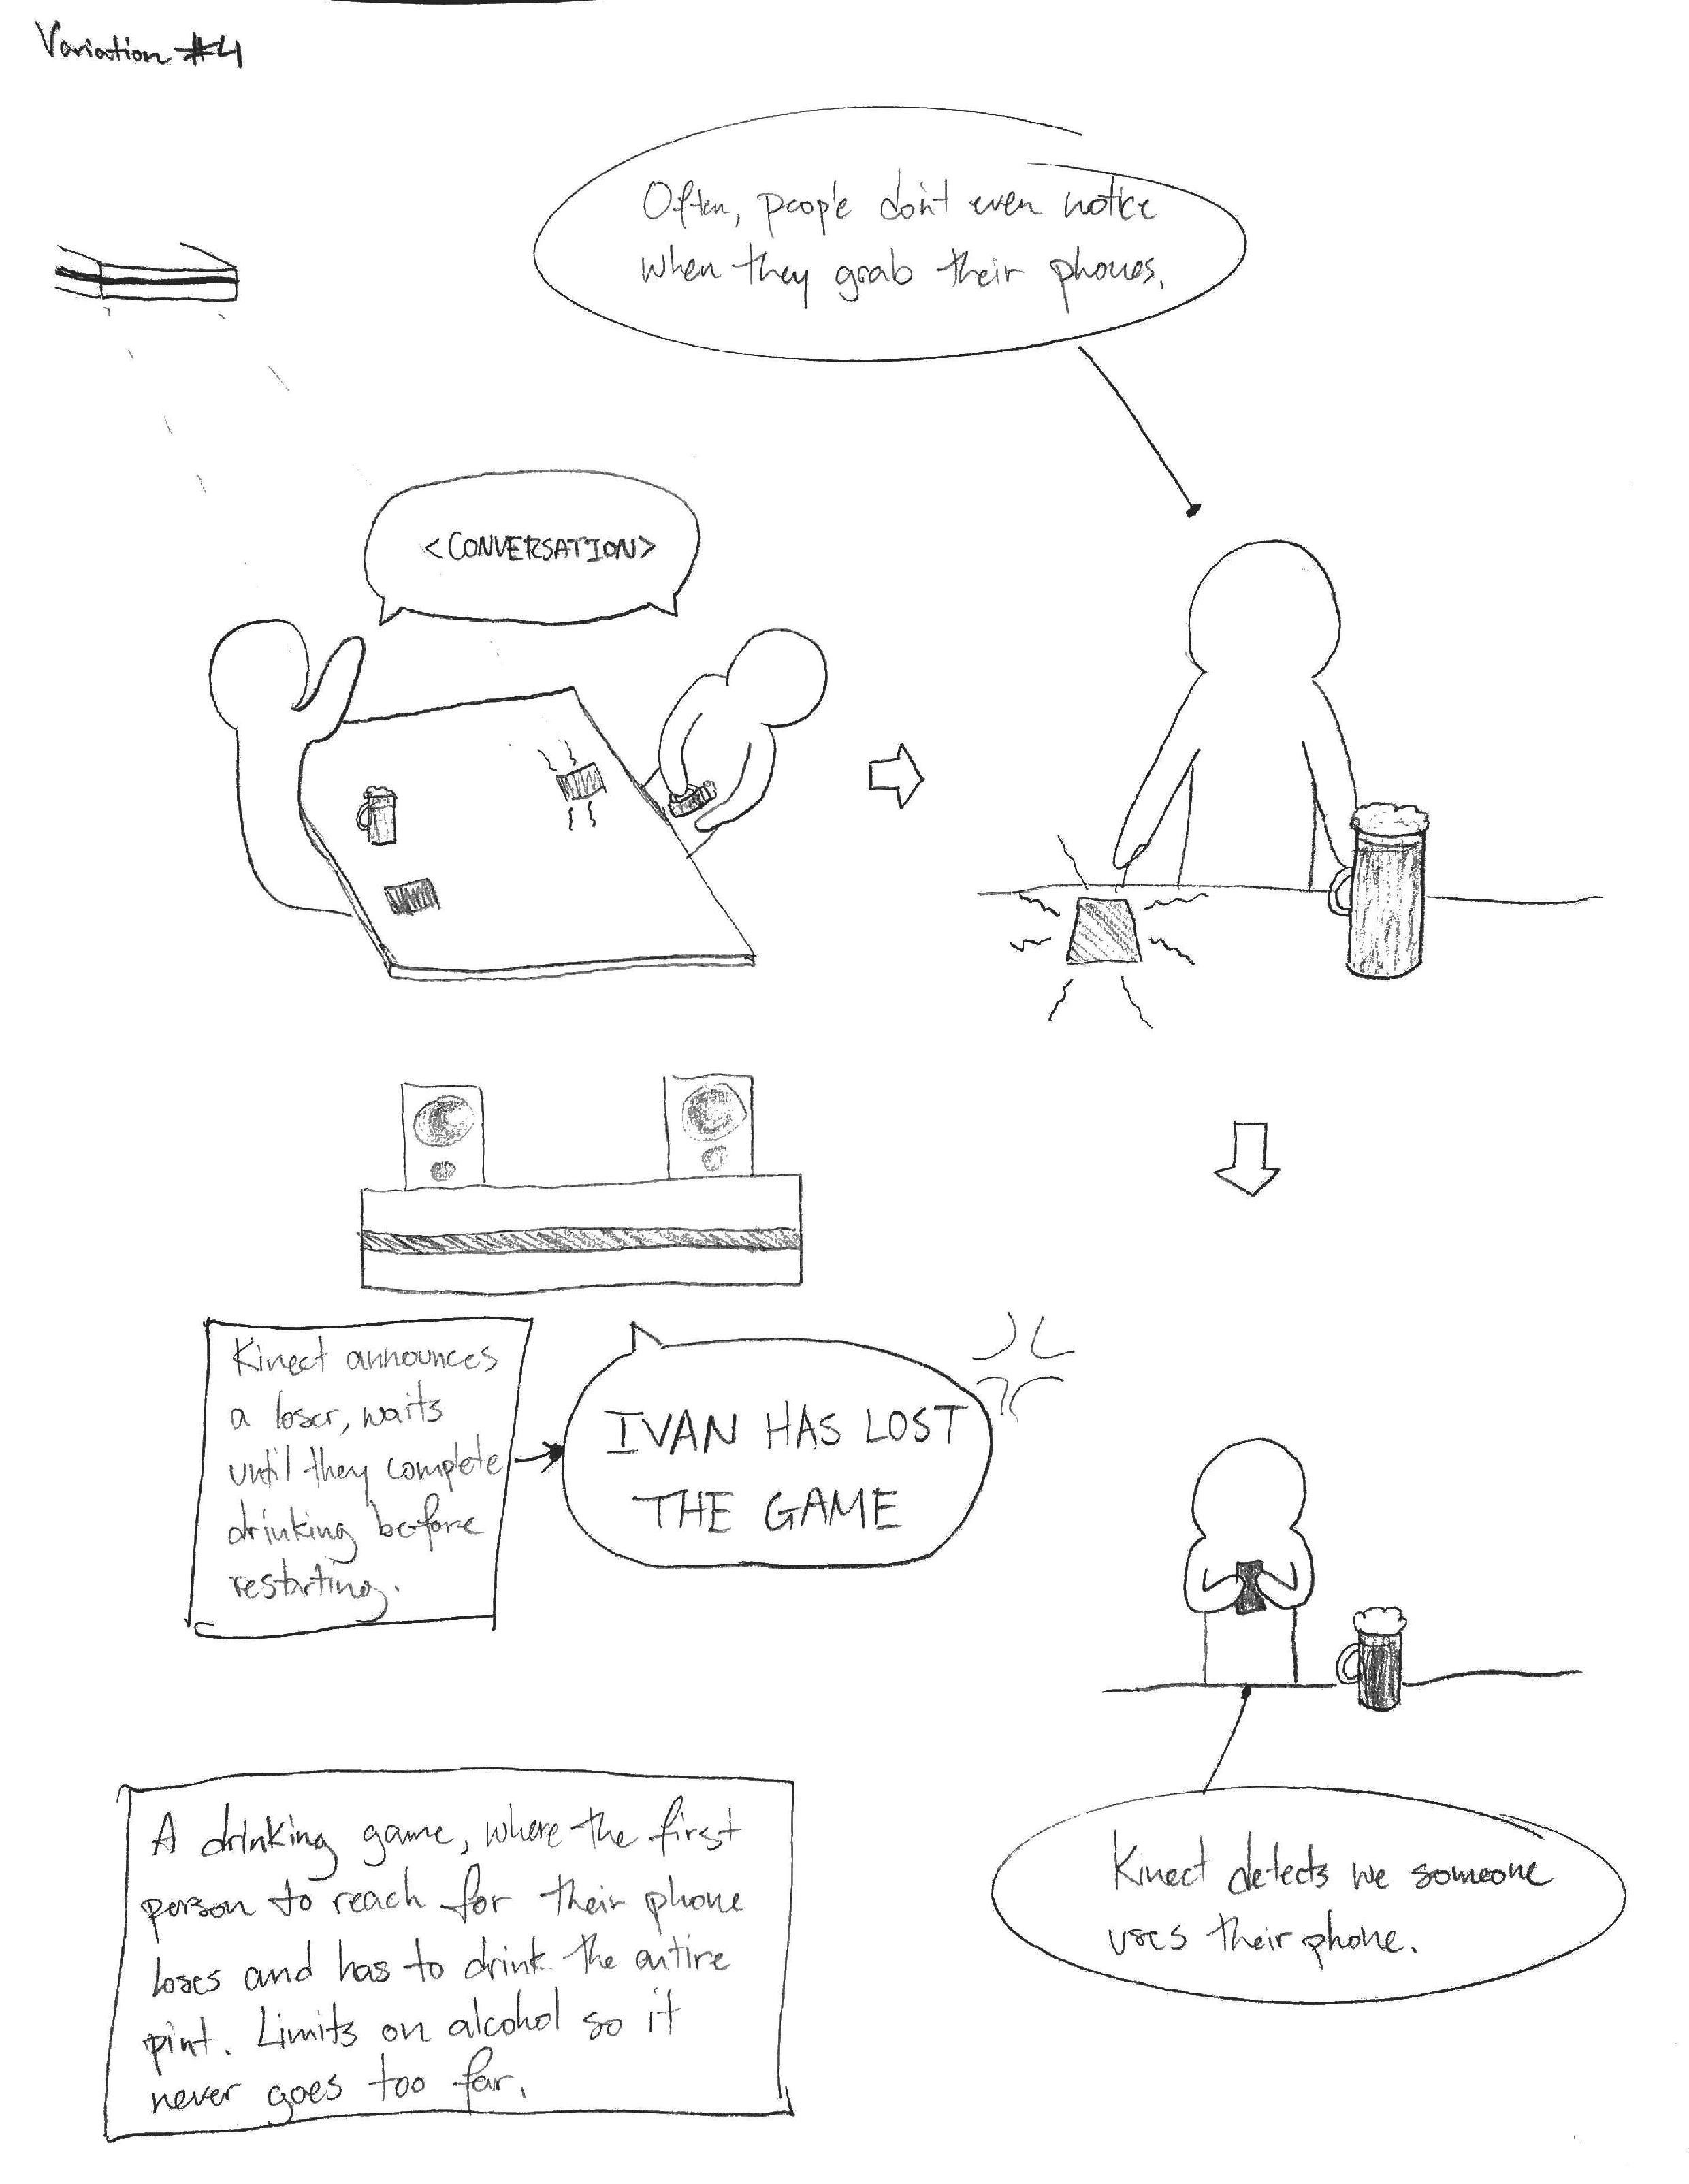 Variation #4
Often, people don't even notice
when they grab their phones.
<CONVERSATION>
Kinect announces
a loser, waits
until they complete
drinking before
restarting.
IVAN HAS LOST
THE GAME
A drinking game, where the first
person to reach for their phone
loses and has to drink the entire
pint. Limits on alcohol so it
never goes too far.
Kinect detects we someone
uses their phone.